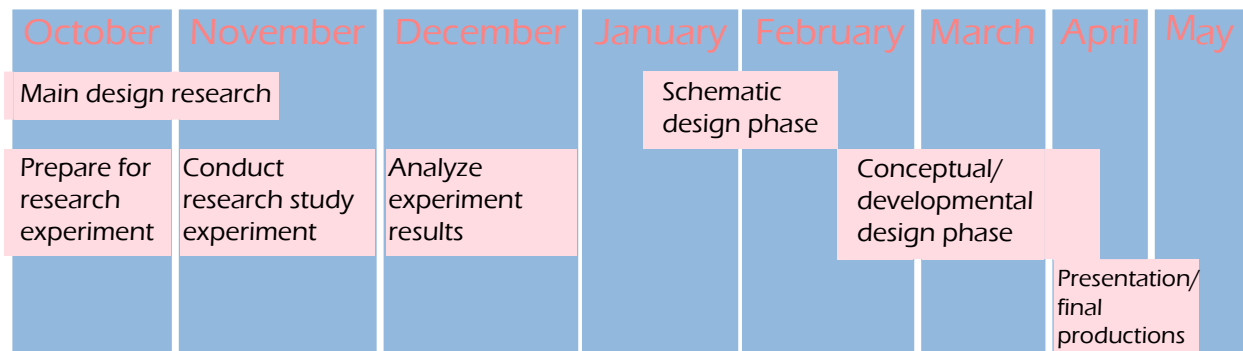 October November December January February March April May
Main design research
Schematic
design phase
Prepare for
research
experiment
Conduct
research study
experiment
Analyze
experiment
results
Conceptual/
developmental
design phase
Presentation/
final
productions